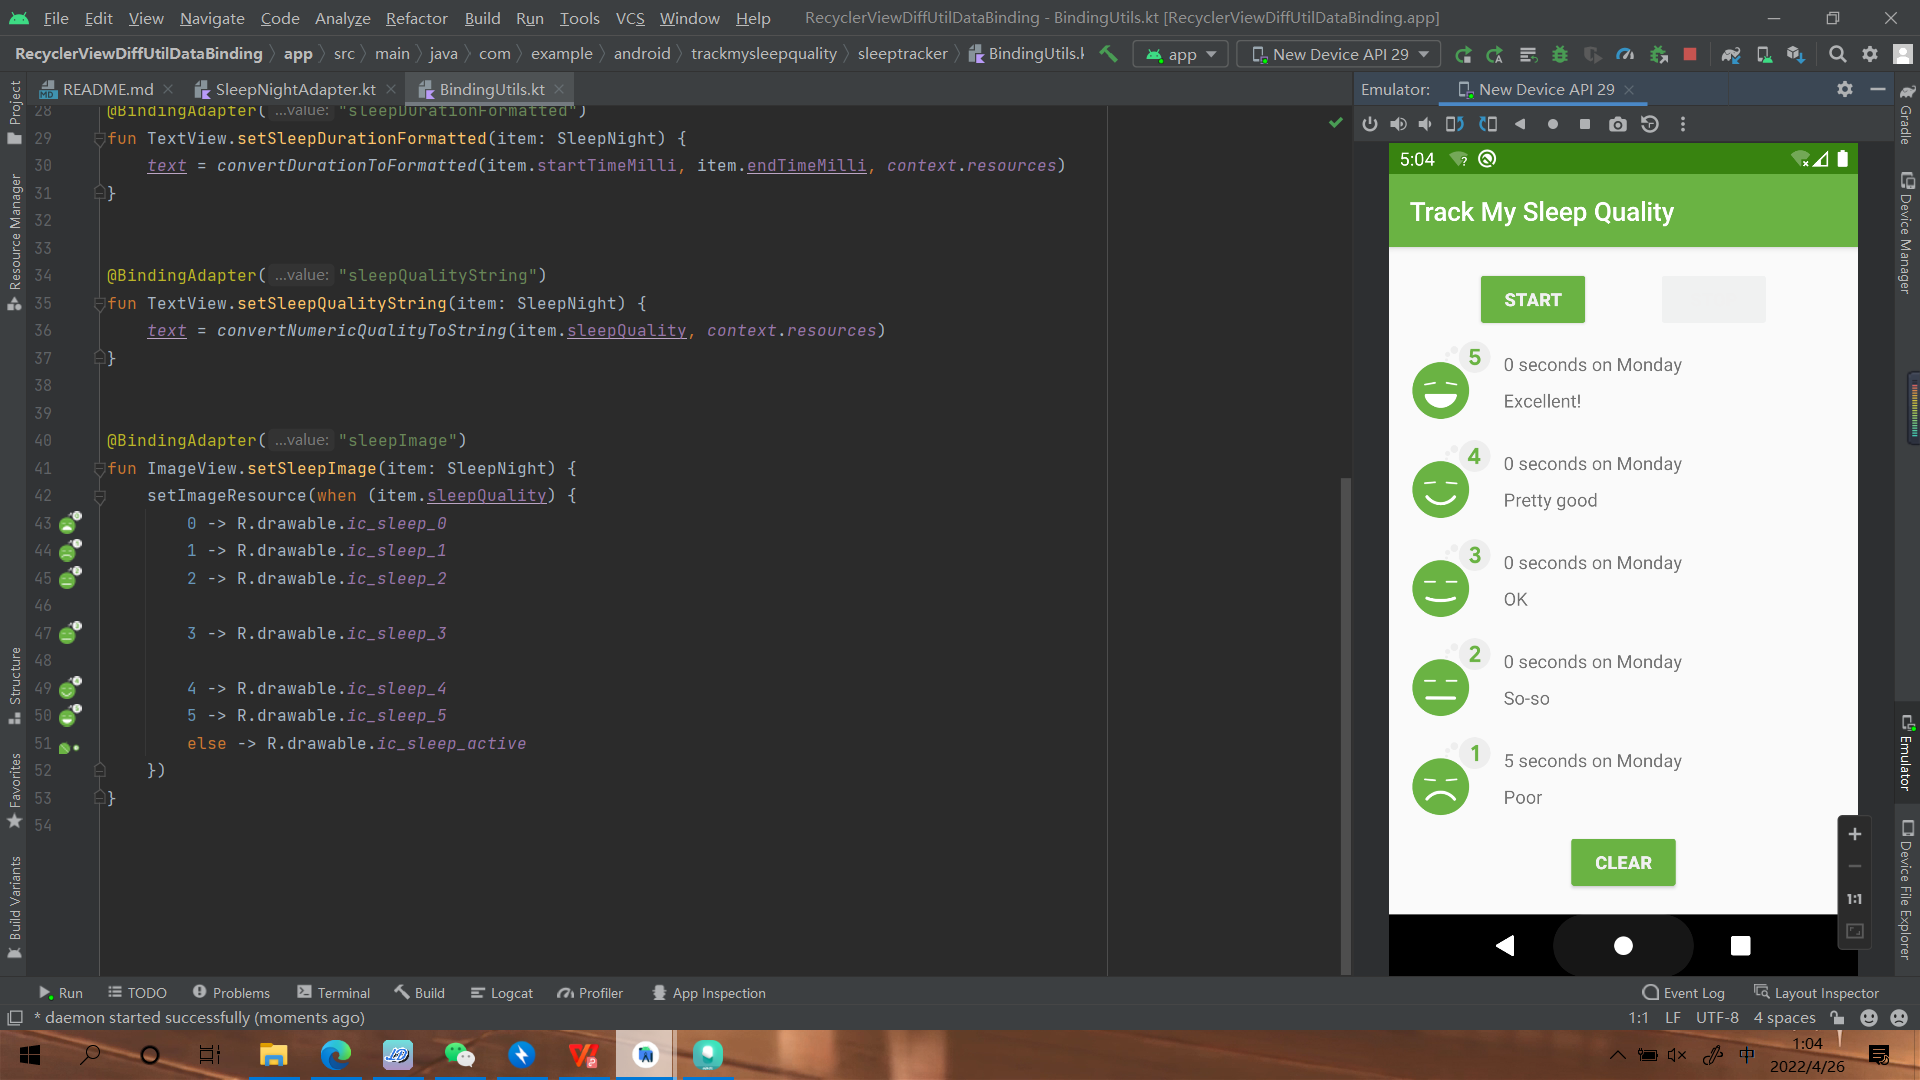 File Edit View Navigate Code Analyze Refactor Build Run Tools VCS Window Help RecyclerViewDiffUtilDataBinding - BindingUtils.kt [RecyclerViewDiffUtilDataBinding.app]
RecyclerViewDiffUtilDataBinding app src main java com example android trackmysleepquality sleeptracker BindingUtils.k app New Device API 29
README.md SleepNightAdapter.kt BindingUtils.kt Emulator: New Device API 29
28 @BindingAdapter( ...value: "sleepDurationFormatted")
29 fun TextView.setSleepDurationFormatted(item: SleepNight) {
30 text = convertDurationToFormatted(item.startTimeMilli, item.endTimeMilli, context.resources)
31 }
32
33
34 @BindingAdapter( ...value: "sleepQualityString")
35 fun TextView.setSleepQualityString(item: SleepNight) {
36 text = convertNumericQualityToString(item.sleepQuality, context.resources)
37 }
38
39
40 @BindingAdapter( ...value: "sleepImage")
41 fun ImageView.setSleepImage(item: SleepNight) {
42 setImageResource(when (item.sleepQuality) {
43 0 -> R.drawable.ic_sleep_0
44 1 -> R.drawable.ic_sleep_1
45 2 -> R.drawable.ic_sleep_2
46
47 3 -> R.drawable.ic_sleep_3
48
49 4 -> R.drawable.ic_sleep_4
50 5 -> R.drawable.ic_sleep_5
51 else -> R.drawable.ic_sleep_active
52 })
53 }
54
Project
Resource Manager
Structure
Favorites
Build Variants
5:04
Track My Sleep Quality
START
5 0 seconds on Monday
Excellent!
4 0 seconds on Monday
Pretty good
3 0 seconds on Monday
OK
2 0 seconds on Monday
So-so
1 5 seconds on Monday
Poor
CLEAR
1:1
Gradle
Device Manager
Emulator
Device File Explorer
Run TODO Problems Terminal Build Logcat Profiler App Inspection Event Log Layout Inspector
* daemon started successfully (moments ago) 1:1 LF UTF-8 4 spaces
中 1:04
2022/4/26